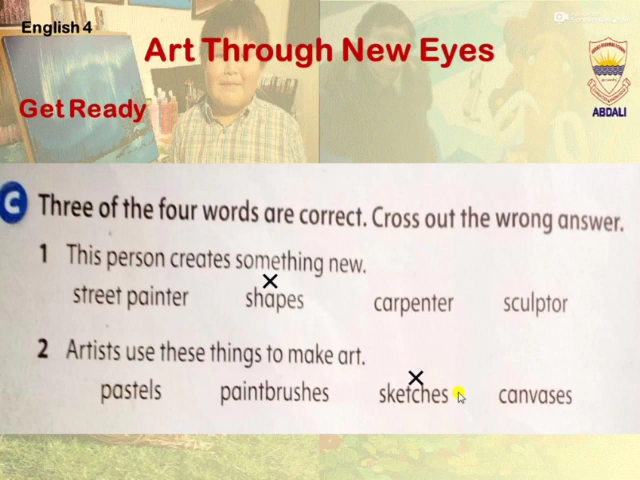 English 4
Art Through New Eyes
Get Ready
ABDALI
C Three of the four words are correct. Cross out the wrong answer.
1 This person creates something new.
street painter shapes carpenter sculptor
2 Artists use these things to make art.
pastels paintbrushes sketches canvases